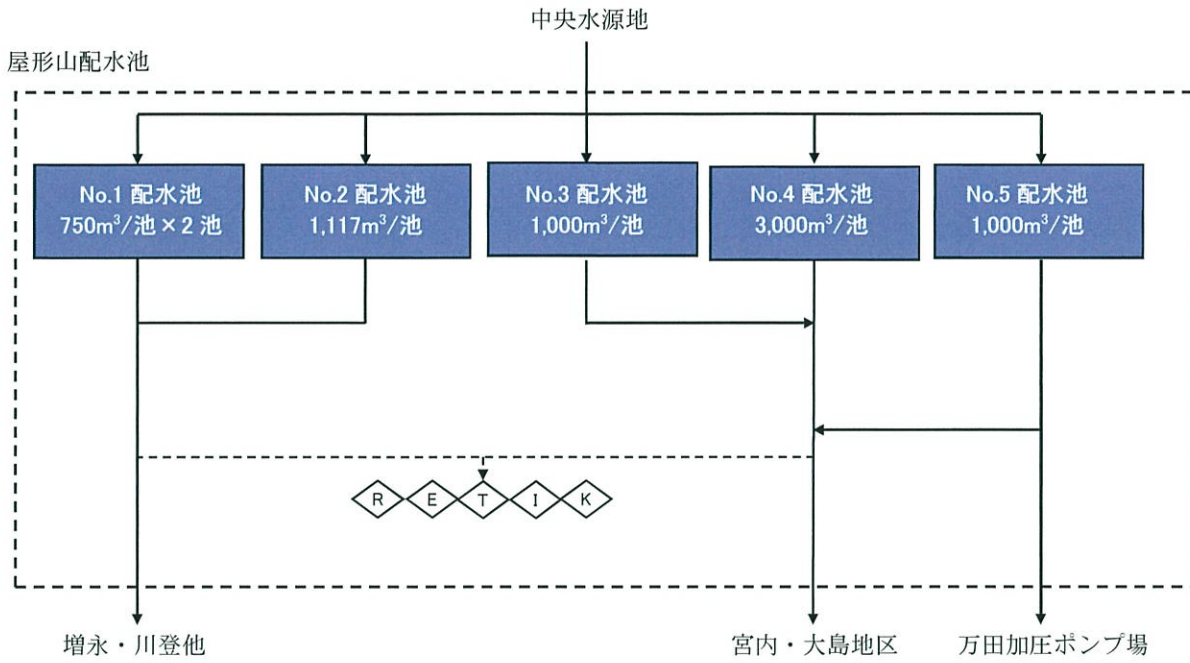 中央水源地
屋形山配水池
No.1 配水池
750m³/池×2 池
No.2 配水池
1,117m³/池
No.3 配水池
1,000m³/池
No.4 配水池
3,000m³/池
No.5 配水池
1,000m³/池
R E T I K
増永・川登他
宮内・大島地区
万田加圧ポンプ場